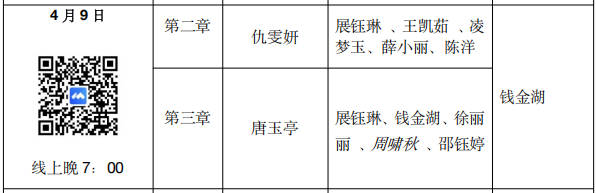 4月9日
线上晚7：00
第二章
仇雯妍
展钰琳 、王凯茹 、凌
梦玉、薛小丽、陈洋
第三章
唐玉亭
展钰琳、钱金湖、徐丽
丽 、周啸秋 、邵钰婷
钱金湖